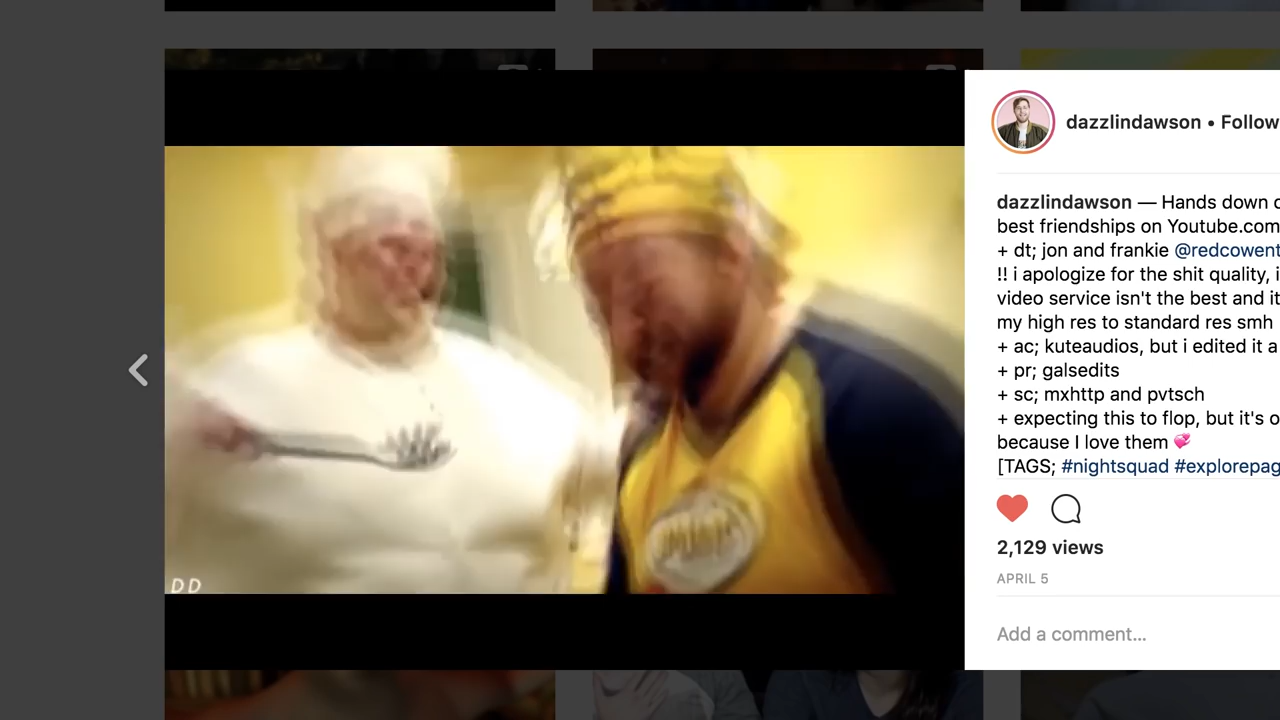 dazzlindawson • Follow
dazzlindawson — Hands down
best friendships on Youtube.com
+ dt; jon and frankie @redcowent
!! i apologize for the shit quality, i
video service isn't the best and it
my high res to standard res smh
+ ac; kuteaudios, but i edited it a
+ pr; galsedits
+ sc; mxhttp and pvtsch
+ expecting this to flop, but it's o
because I love them 💞
[TAGS; #nightsquad #explorepag
2,129 views
APRIL 5
Add a comment...
DD